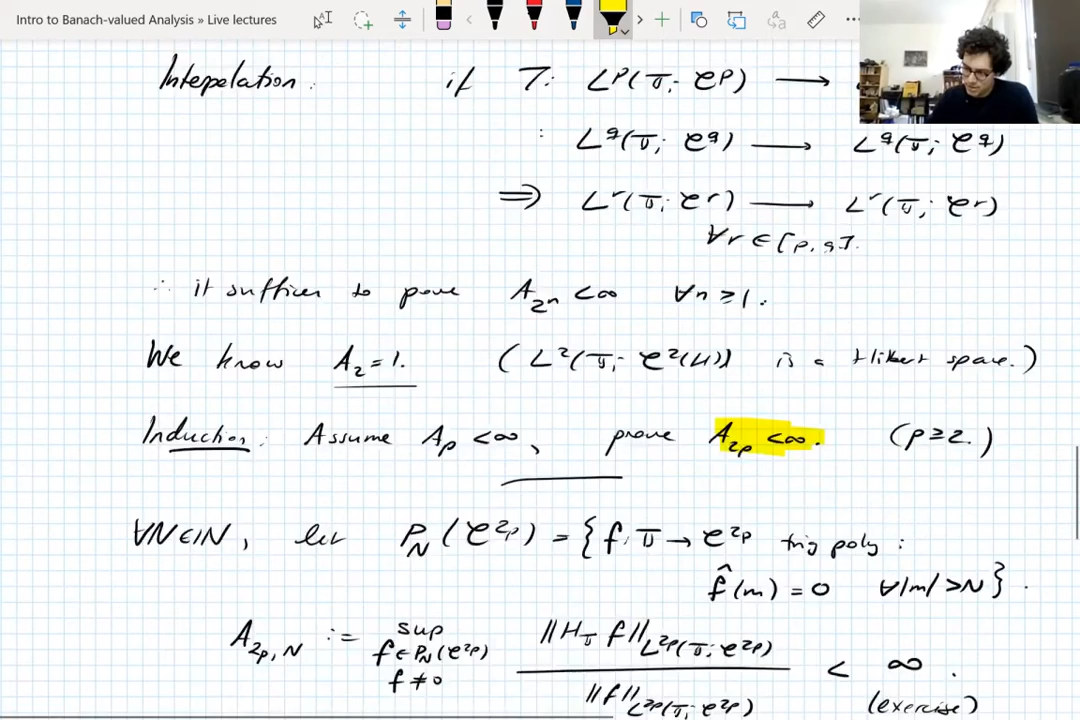 Intro to Banach-valued Analysis » Live lectures
Intepelation. if T: L^p(𝕋; C^p) →
: L^q(𝕋; C^q) → L^q(𝕋; C^q)
⇒ L^r(𝕋; C^r) → L^r(𝕋; C^r)
∀r ∈ [p, q].
∴ it suffices to prove A_{2^n} < ∞ ∀n ≥ 1.
We know A_2 = 1. (L^2(𝕋; C^2(H)) is a Hilbert space.)
Induction: Assume A_p < ∞, prove A_{2p} < ∞. (p ≥ 2.)
∀N∈ℕ, let P_N(C^{2p}) = {f: 𝕋 → C^{2p} trig poly :
f̂(m) = 0 ∀|m| > N}.
A_{2p,N} := sup_{f ∈ P_N(C^{2p}), f ≠ 0} ‖H_𝕋 f‖_{L^{2p}(𝕋; C^{2p})} / ‖f‖_{L^{2p}(𝕋; C^{2p})} < ∞.
(exercise)